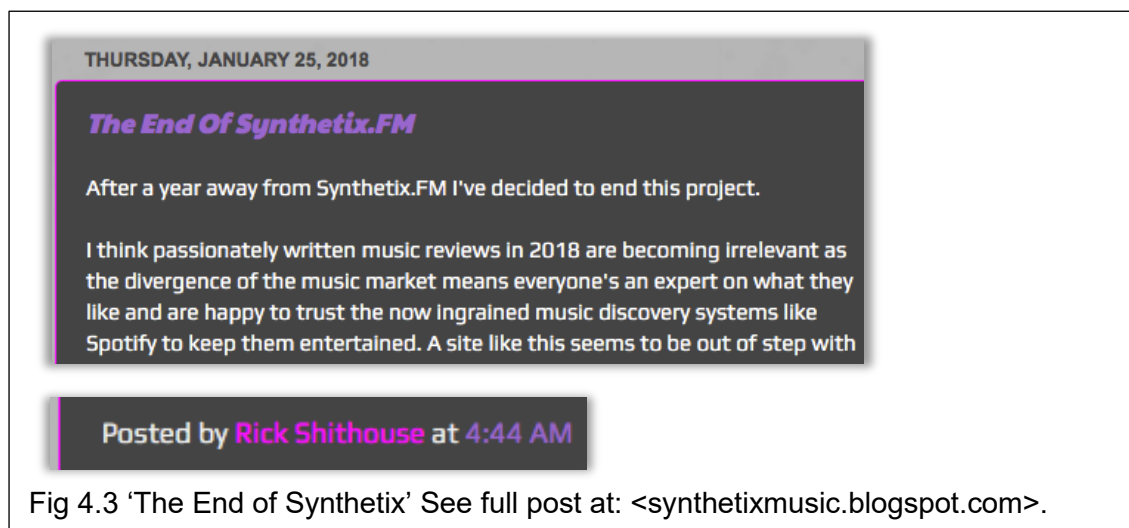 THURSDAY, JANUARY 25, 2018
The End Of Synthetix.FM
After a year away from Synthetix.FM I've decided to end this project.
I think passionately written music reviews in 2018 are becoming irrelevant as
the divergence of the music market means everyone's an expert on what they
like and are happy to trust the now ingrained music discovery systems like
Spotify to keep them entertained. A site like this seems to be out of step with
Posted by Rick Shithouse at 4:44 AM
Fig 4.3 ‘The End of Synthetix’ See full post at: <synthetixmusic.blogspot.com>.